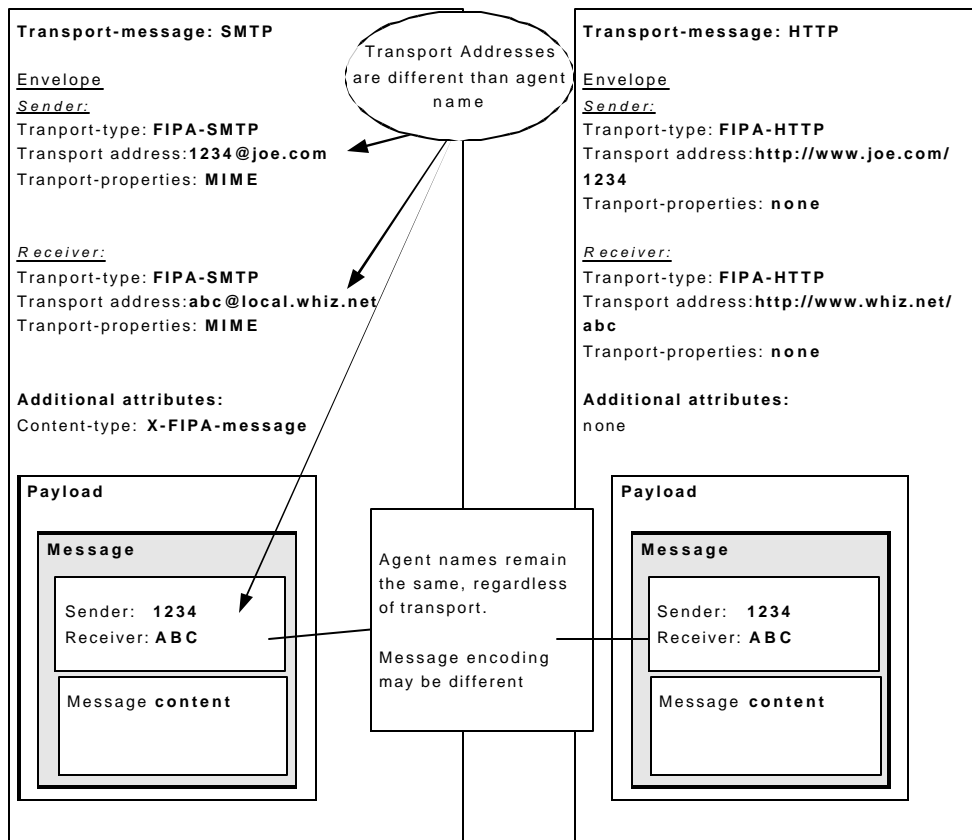 Transport-message: SMTP
Envelope
Sender:
Tranport-type: FIPA-SMTP
Transport address:1234@joe.com
Tranport-properties: MIME
Receiver:
Tranport-type: FIPA-SMTP
Transport address:abc@local.whiz.net
Tranport-properties: MIME
Additional attributes:
Content-type: X-FIPA-message
Payload
Message
Sender: 1234
Receiver: ABC
Message content
Transport Addresses
are different than agent
name
Agent names remain
the same, regardless
of transport.
Message encoding
may be different
Transport-message: HTTP
Envelope
Sender:
Tranport-type: FIPA-HTTP
Transport address:http://www.joe.com/
1234
Tranport-properties: none
Receiver:
Tranport-type: FIPA-HTTP
Transport address:http://www.whiz.net/
abc
Tranport-properties: none
Additional attributes:
none
Payload
Message
Sender: 1234
Receiver: ABC
Message content